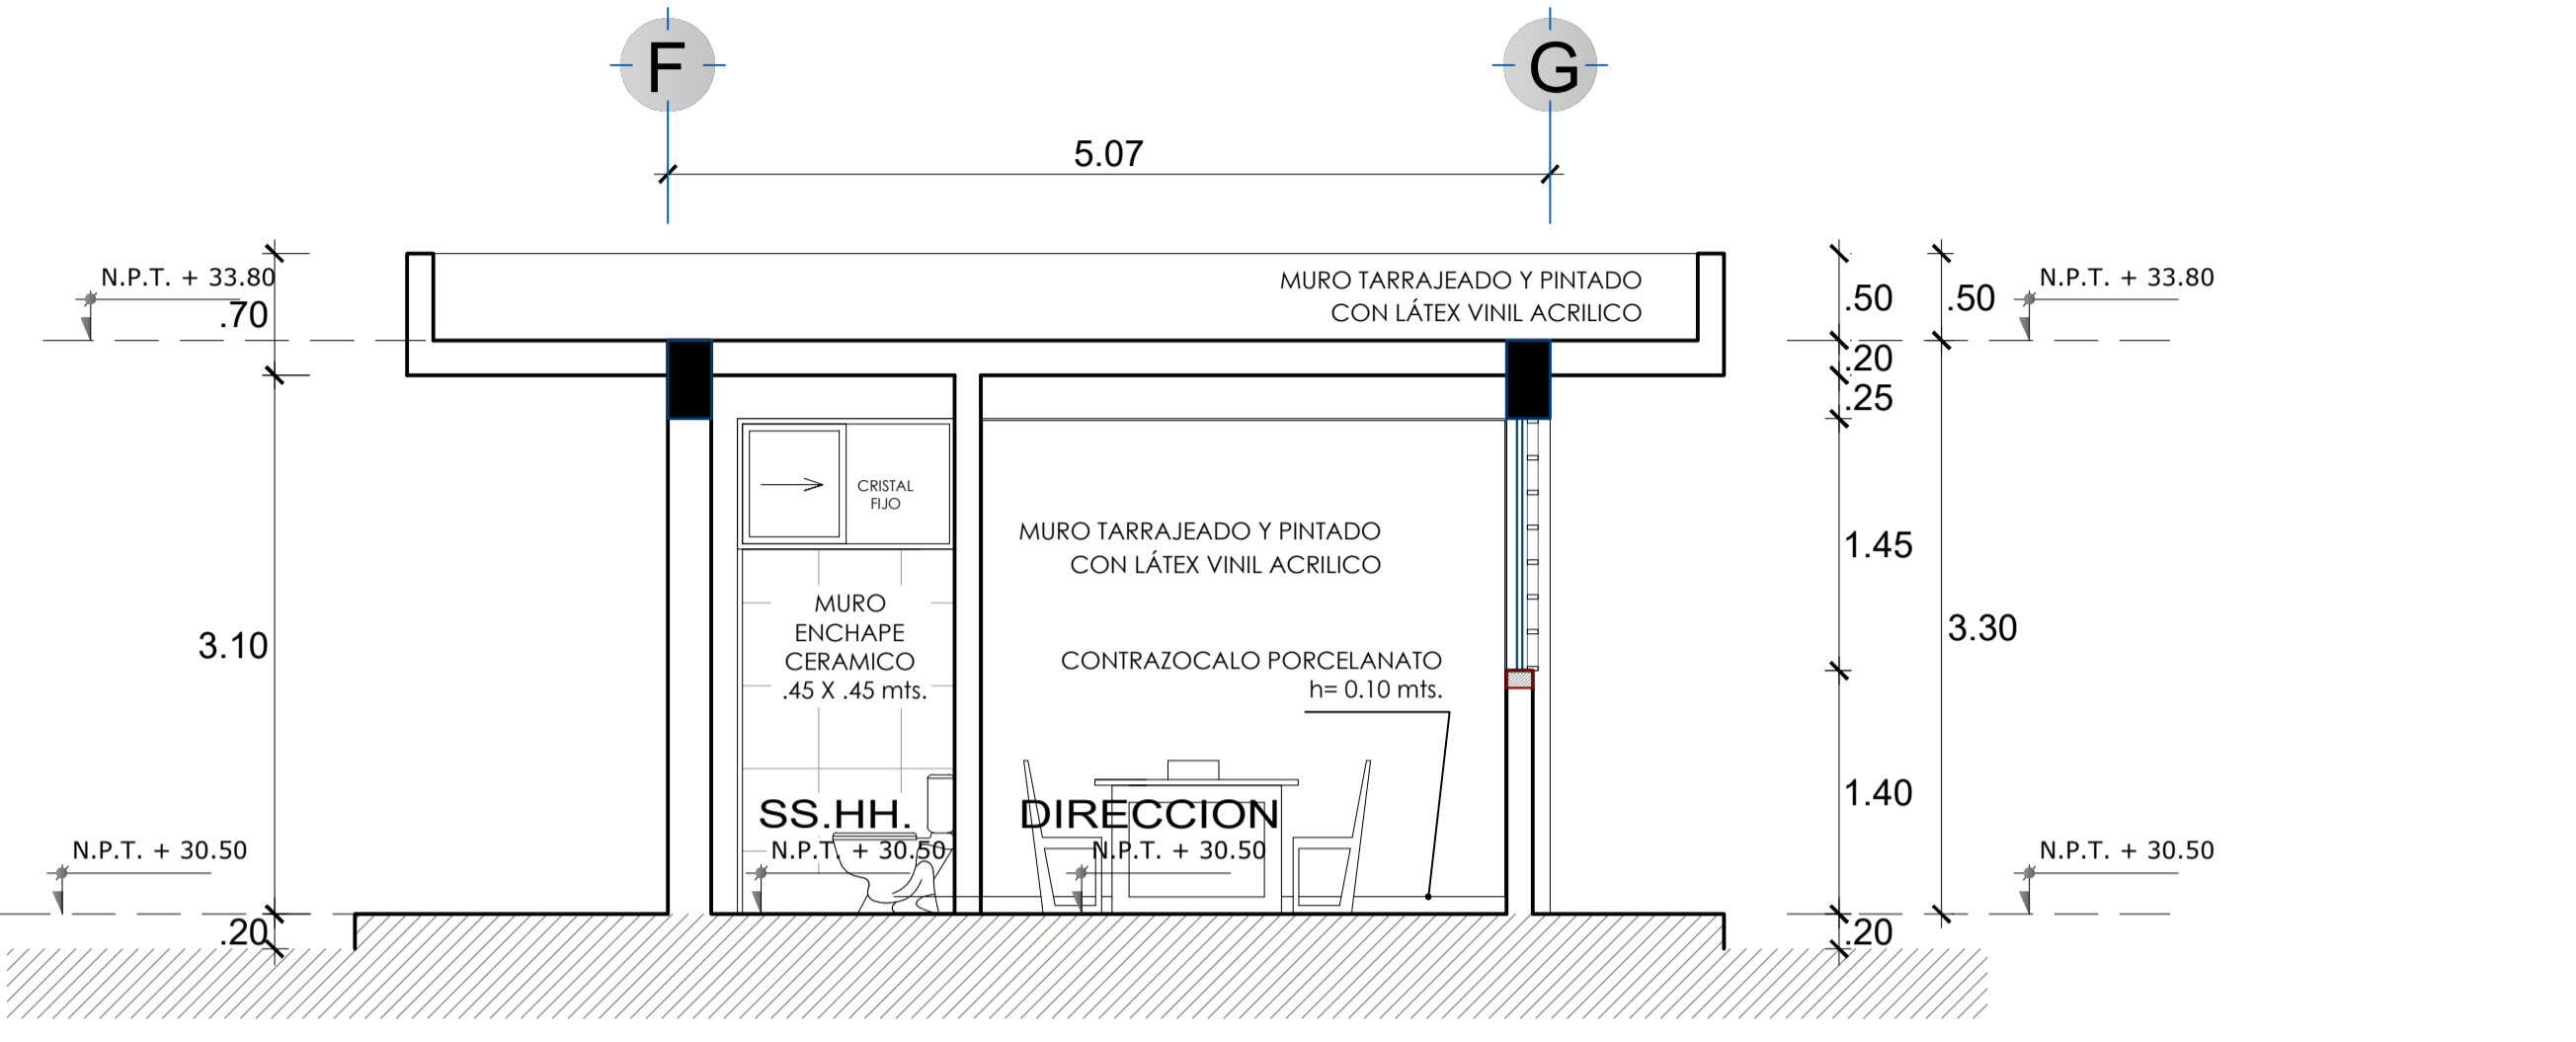 F
G
5.07
N.P.T. + 33.80
.70
MURO TARRAJEADO Y PINTADO
CON LÁTEX VINIL ACRILICO
.50
.50
N.P.T. + 33.80
.20
.25
CRISTAL
FIJO
MURO TARRAJEADO Y PINTADO
CON LÁTEX VINIL ACRILICO
1.45
MURO
ENCHAPE
CERAMICO
.45 X .45 mts.
3.10
CONTRAZOCALO PORCELANATO
h= 0.10 mts.
3.30
1.40
SS.HH.
DIRECCION
N.P.T. + 30.50
N.P.T. + 30.50
N.P.T. + 30.50
N.P.T. + 30.50
.20
.20